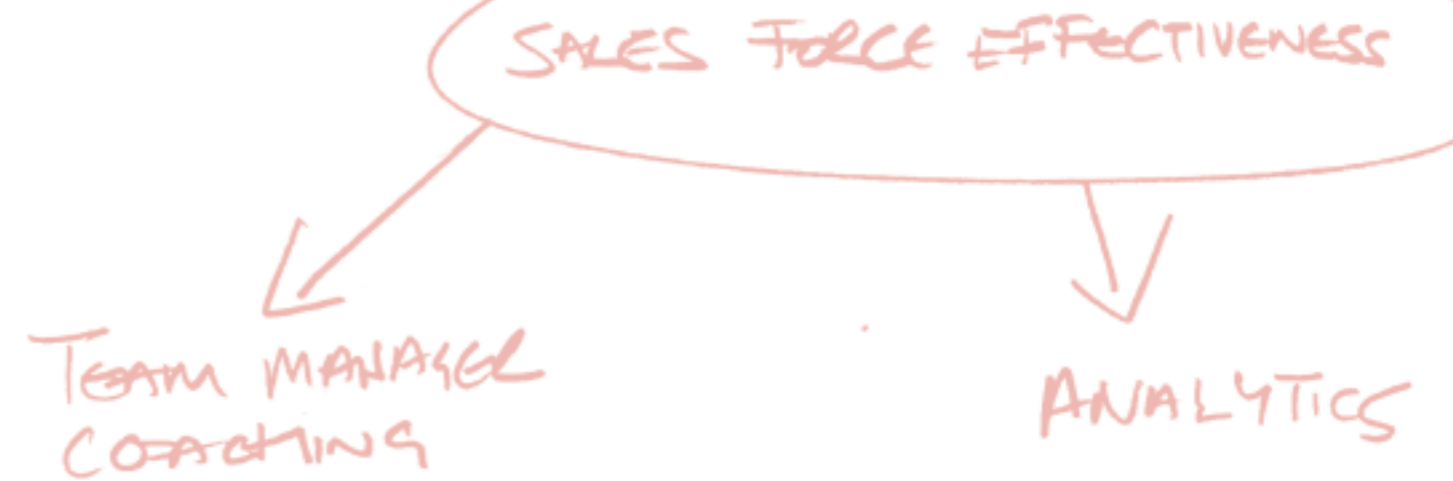 SALES FORCE EFFECTIVENESS
TEAM MANAGER
COACHING
ANALYTICS